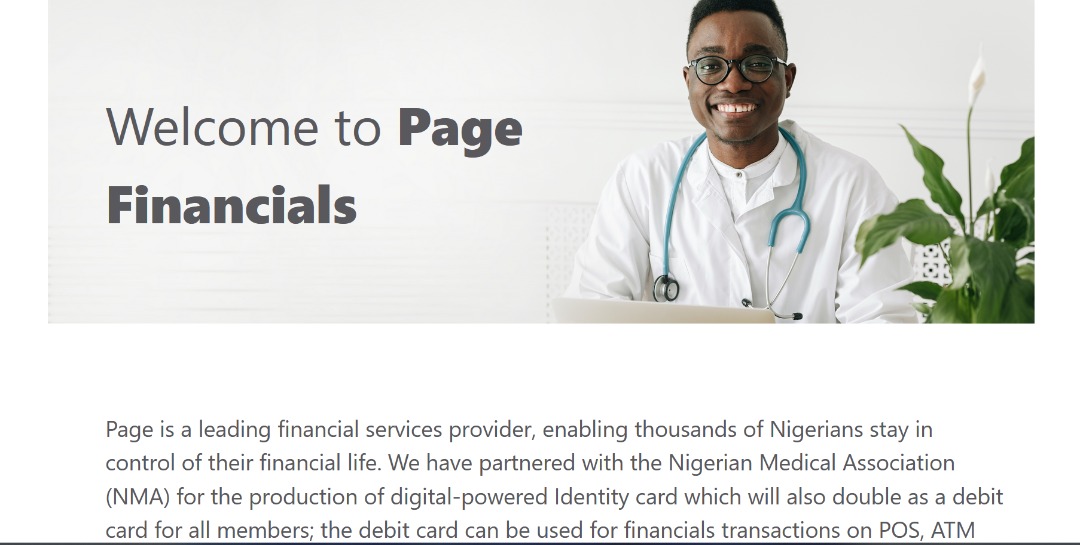 Welcome to Page
Financials
Page is a leading financial services provider, enabling thousands of Nigerians stay in
control of their financial life. We have partnered with the Nigerian Medical Association
(NMA) for the production of digital-powered Identity card which will also double as a debit
card for all members; the debit card can be used for financials transactions on POS, ATM